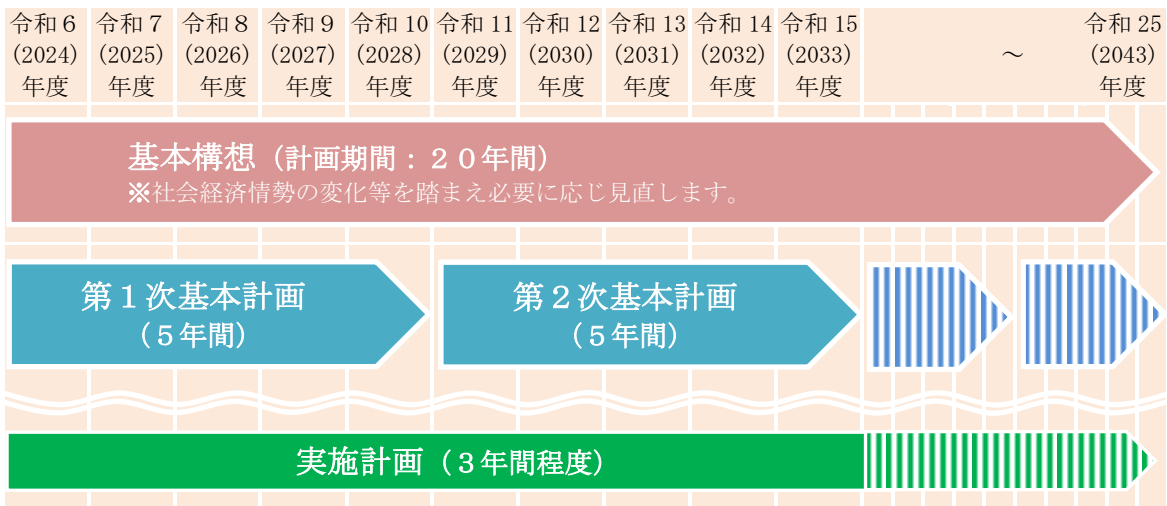 令和６ 令和７ 令和８ 令和９ 令和 10 令和 11 令和 12 令和 13 令和 14 令和 15 令和 25
(2024) (2025) (2026) (2027) (2028) (2029) (2030) (2031) (2032) (2033) ～ (2043)
年度 年度 年度 年度 年度 年度 年度 年度 年度 年度 年度
基本構想（計画期間：２０年間）
※社会経済情勢の変化等を踏まえ必要に応じ見直します。
第１次基本計画
（５年間）
第２次基本計画
（５年間）
実施計画（３年間程度）